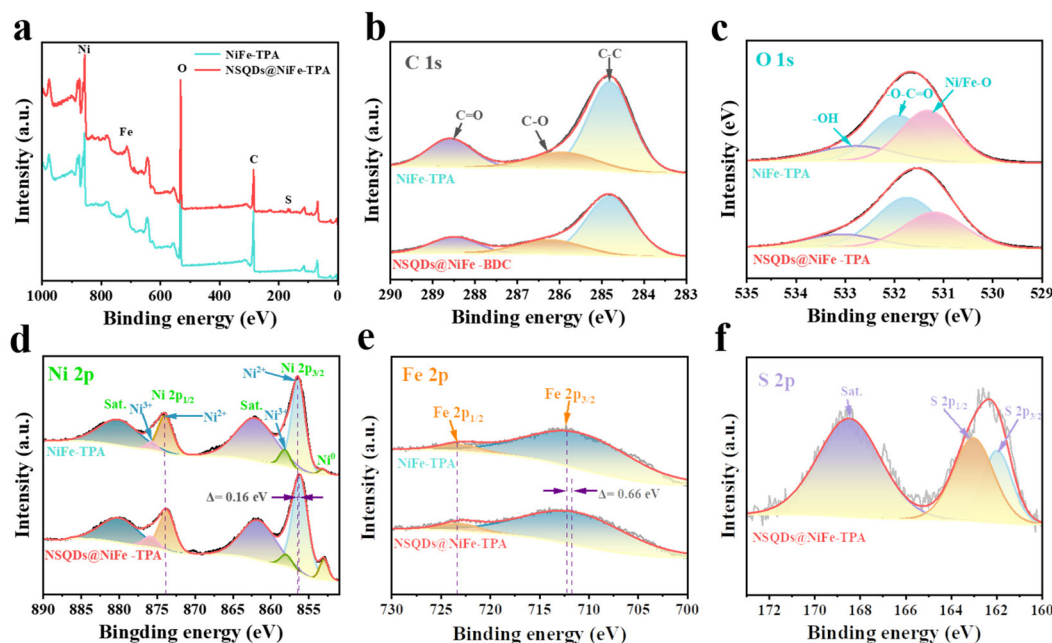 a
Ni
NiFe-TPA
NSQDs@NiFe-TPA
O
Fe
C
S
Intensity (a.u.)
1000 800 600 400 200 0
Binding energy (eV)
b
C 1s
C-C
C=O
C-O
NiFe-TPA
NSQDs@NiFe -BDC
Intensity (a.u.)
290 289 288 287 286 285 284 283
Binding energy (eV)
c
O 1s
-O-C=O
Ni/Fe-O
-OH
NiFe-TPA
NSQDs@NiFe -TPA
Intensity (eV)
535 534 533 532 531 530 529
Binding energy (eV)
d
Ni 2p
Ni²⁺
Ni 2p₃/₂
Ni³⁺
Ni 2p₁/₂
Sat.
Ni²⁺
Sat.
Ni³⁺
Ni⁰
NiFe-TPA
Δ= 0.16 eV
NSQDs@NiFe -TPA
Intensity (a.u.)
890 880 870 860 850
Bingding energy (eV)
e
Fe 2p
Fe 2p₁/₂
Fe 2p₃/₂
NiFe-TPA
Δ= 0.66 eV
NSQDs@NiFe-TPA
Intensity (a.u.)
730 725 720 715 710 705 700
Binding energy (eV)
f
S 2p
Sat.
S 2p₁/₂
S 2p₃/₂
NSQDs@NiFe-TPA
Intensity (a.u.)
172 170 168 166 164 162 160
Binding energy (eV)